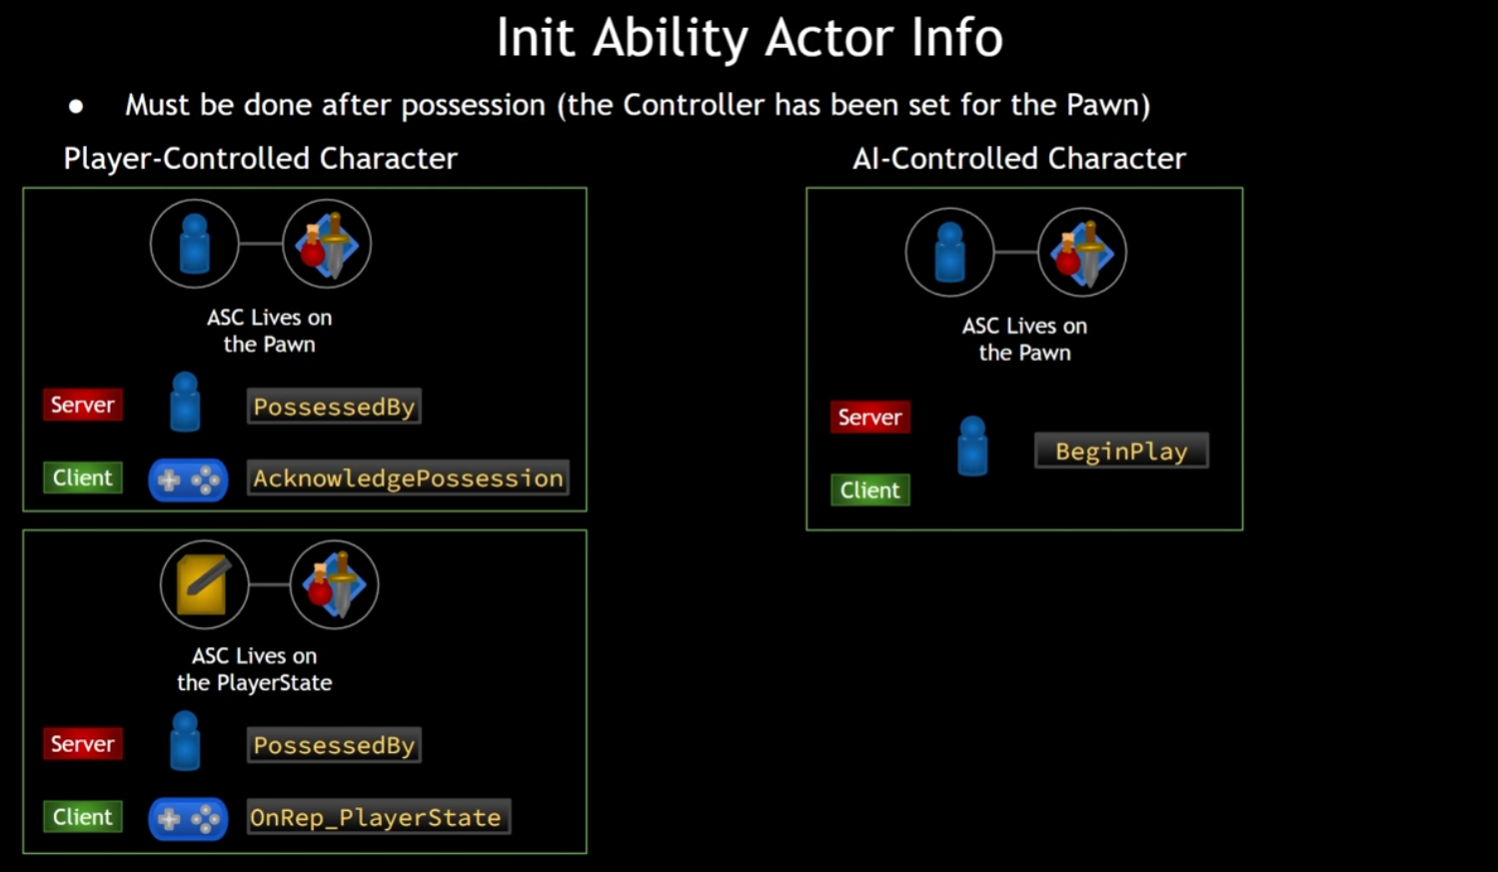 Init Ability Actor Info
● Must be done after possession (the Controller has been set for the Pawn)
Player-Controlled Character
ASC Lives on
the Pawn
Server
PossessedBy
Client
AcknowledgePossession
ASC Lives on
the PlayerState
Server
PossessedBy
Client
OnRep_PlayerState
AI-Controlled Character
ASC Lives on
the Pawn
Server
BeginPlay
Client